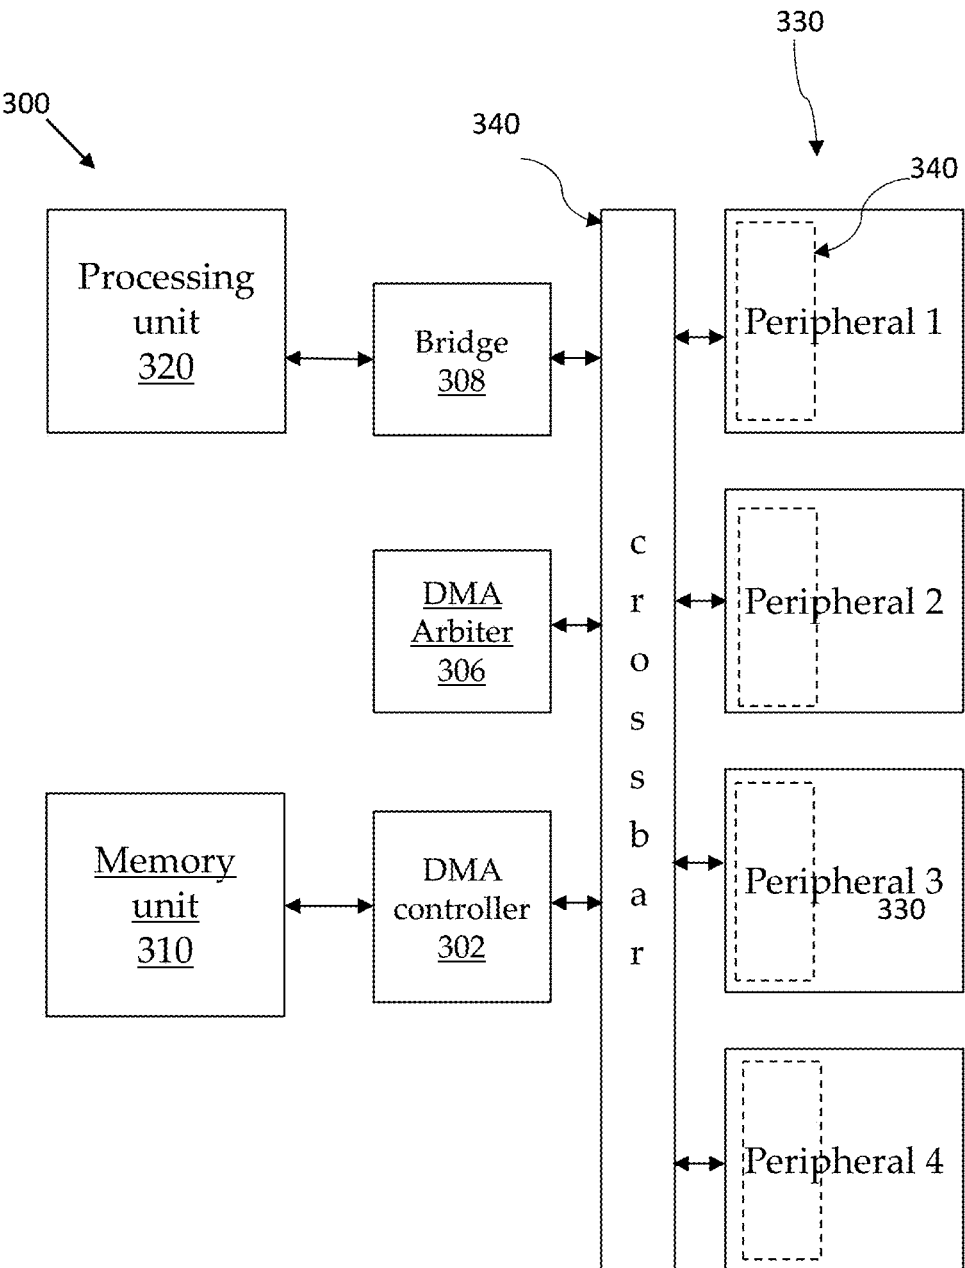 330
300
340
340
Processing
unit
320
Bridge
308
Peripheral 1
DMA
Arbiter
306
Peripheral 2
c
r
o
s
s
b
a
r
Memory
unit
310
DMA
controller
302
Peripheral 3
330
Peripheral 4